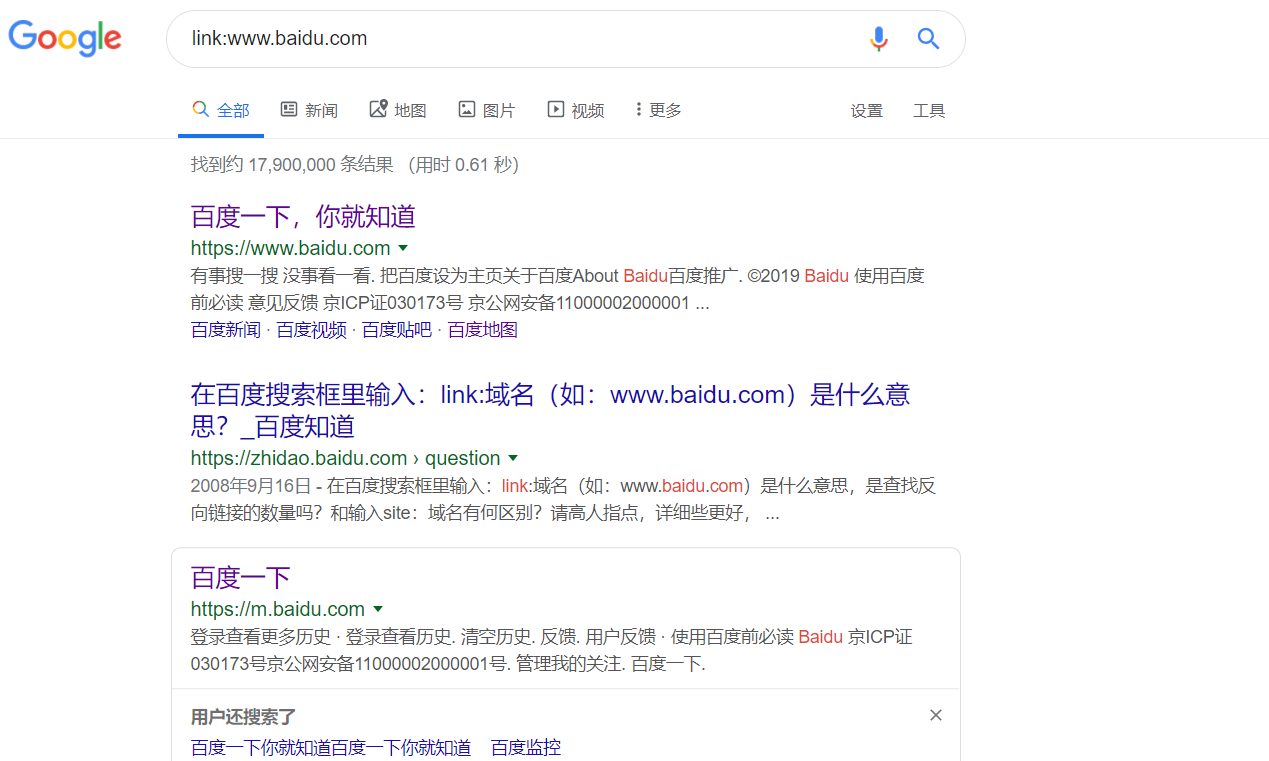 Google
link:www.baidu.com
全部 新闻 地图 图片 视频 更多 设置 工具
找到约 17,900,000 条结果 （用时 0.61 秒）
百度一下，你就知道
https://www.baidu.com
有事搜一搜 没事看一看. 把百度设为主页关于百度About Baidu百度推广. ©2019 Baidu 使用百度
前必读 意见反馈 京ICP证030173号 京公网安备11000002000001 ...
百度新闻 · 百度视频 · 百度贴吧 · 百度地图
在百度搜索框里输入：link:域名（如：www.baidu.com）是什么意
思？_百度知道
https://zhidao.baidu.com › question
2008年9月16日 - 在百度搜索框里输入：link:域名（如：www.baidu.com）是什么意思，是查找反
向链接的数量吗？和输入site：域名有何区别？请高人指点，详细些更好， ...
百度一下
https://m.baidu.com
登录查看更多历史 · 登录查看历史. 清空历史. 反馈. 用户反馈 · 使用百度前必读 Baidu 京ICP证
030173号京公网安备11000002000001号. 管理我的关注. 百度一下.
用户还搜索了
百度一下你就知道百度一下你就知道 百度监控